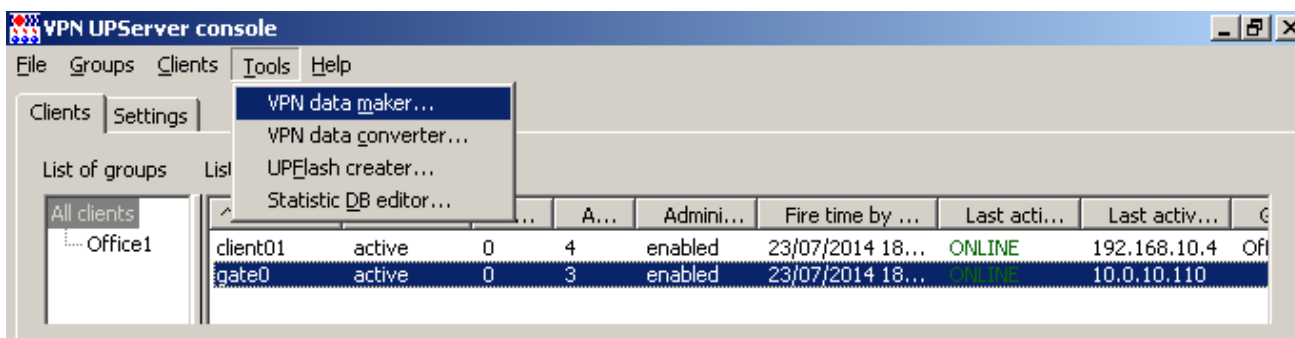 VPN UPServer console
File Groups Clients Tools Help
Clients Settings
VPN data maker...
VPN data converter...
UPFlash creater...
Statistic DB editor...
List of groups
All clients
Office1
... A... Admini... Fire time by ... Last acti... Last activ...
client01 active 0 4 enabled 23/07/2014 18... ONLINE 192.168.10.4
gate0 active 0 3 enabled 23/07/2014 18... ONLINE 10.0.10.110